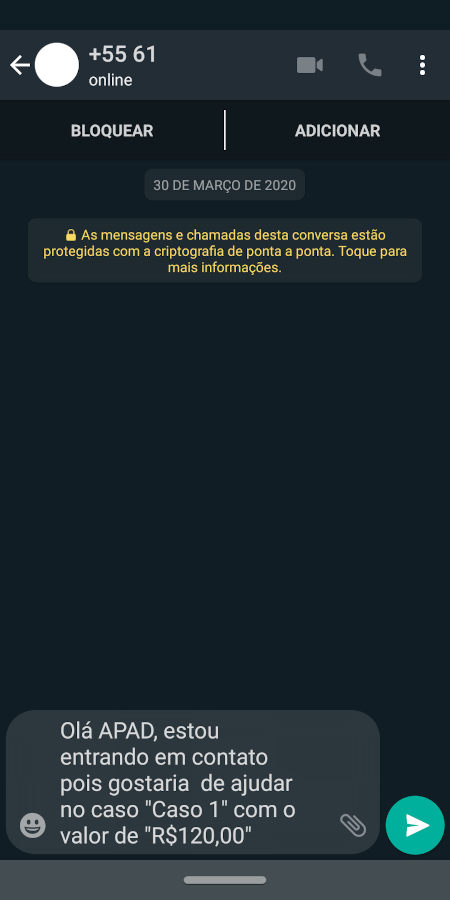 +55 61
online
BLOQUEAR
ADICIONAR
30 DE MARÇO DE 2020
As mensagens e chamadas desta conversa estão
protegidas com a criptografia de ponta a ponta. Toque para
mais informações.
Olá APAD, estou
entrando em contato
pois gostaria  de ajudar
no caso "Caso 1" com o
valor de "R$120,00"